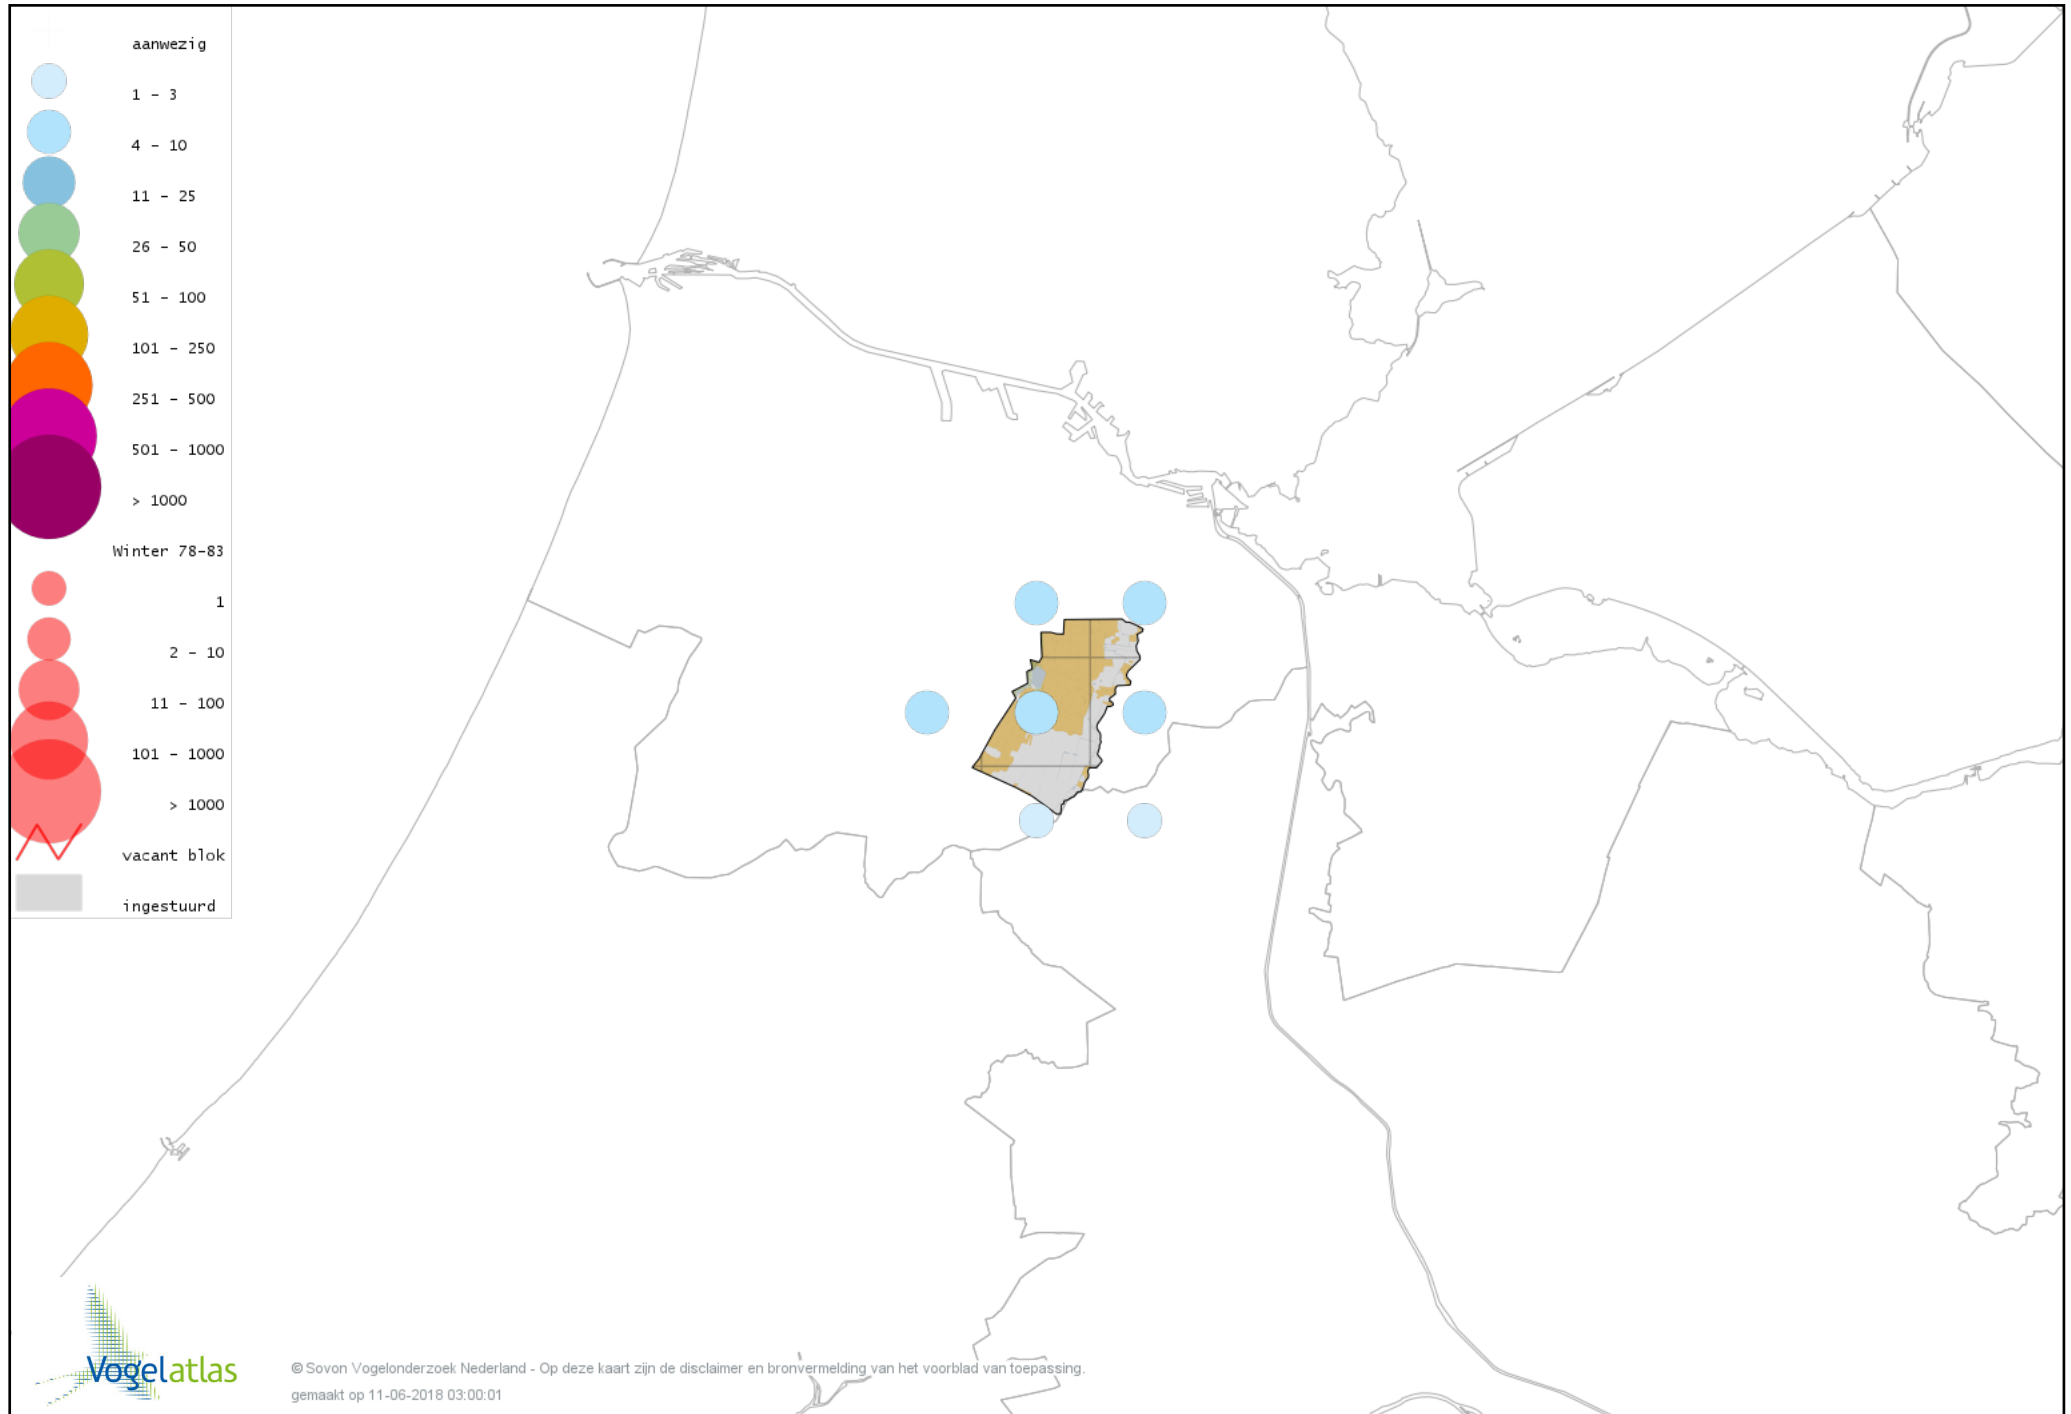 aanwezig
1 - 3
4 - 10
11 - 25
26 - 50
51 - 100
101 - 250
251 - 500
501 - 1000
> 1000
Winter 78-83
1
2 - 10
11 - 100
101 - 1000
> 1000
vacant blok
ingestuurd
Vogelatlas
© Sovon Vogelonderzoek Nederland - Op deze kaart zijn de disclaimer en bronvermelding van het voorblad van toepassing.
gemaakt op 11-06-2018 03:00:01